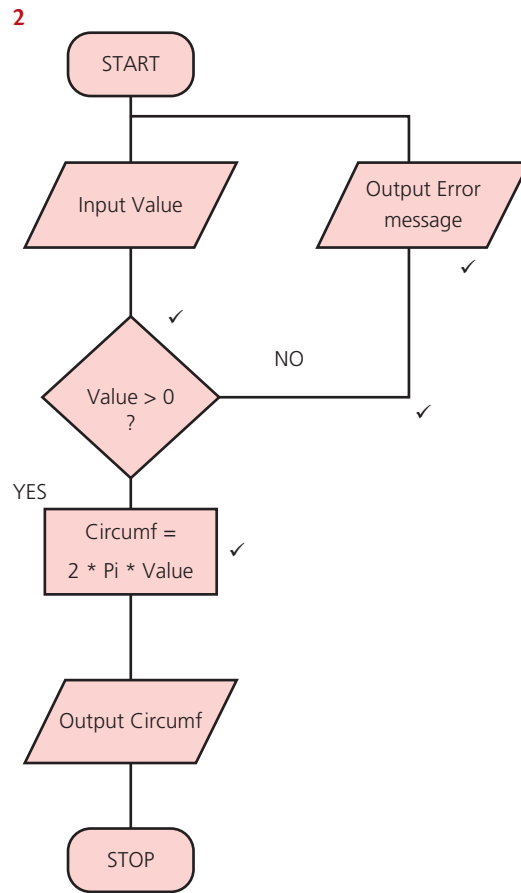 2
START
Input Value
Output Error
message
✓
✓
NO
Value > 0
?
✓
YES
Circumf =
2 * Pi * Value
✓
Output Circumf
STOP